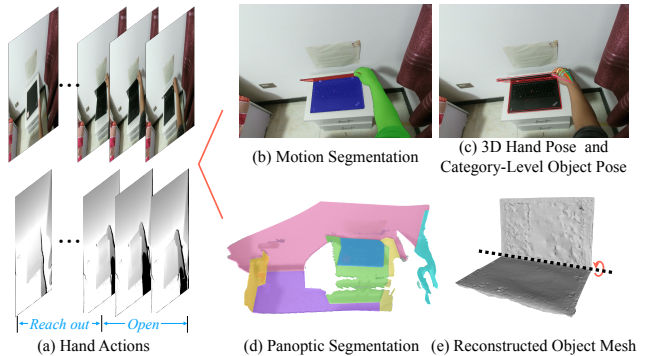 (b) Motion Segmentation
(c) 3D Hand Pose and
Category-Level Object Pose
Reach out
Open
(a) Hand Actions
(d) Panoptic Segmentation
(e) Reconstructed Object Mesh